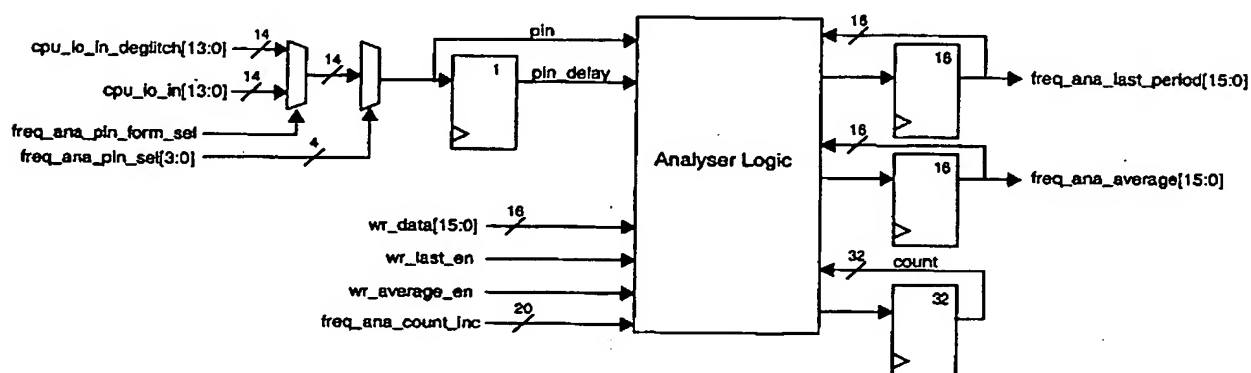 cpu_io_in_deglitch[13:0]
14
14
cpu_io_in[13:0]
14
freq_ana_pin_form_sel
freq_ana_pin_sel[3:0]
4
1
pin
pin_delay
Analyser Logic
wr_data[15:0]
16
wr_last_en
wr_average_en
freq_ana_count_inc
20
16
16
freq_ana_last_period[15:0]
16
16
freq_ana_average[15:0]
32
count
32